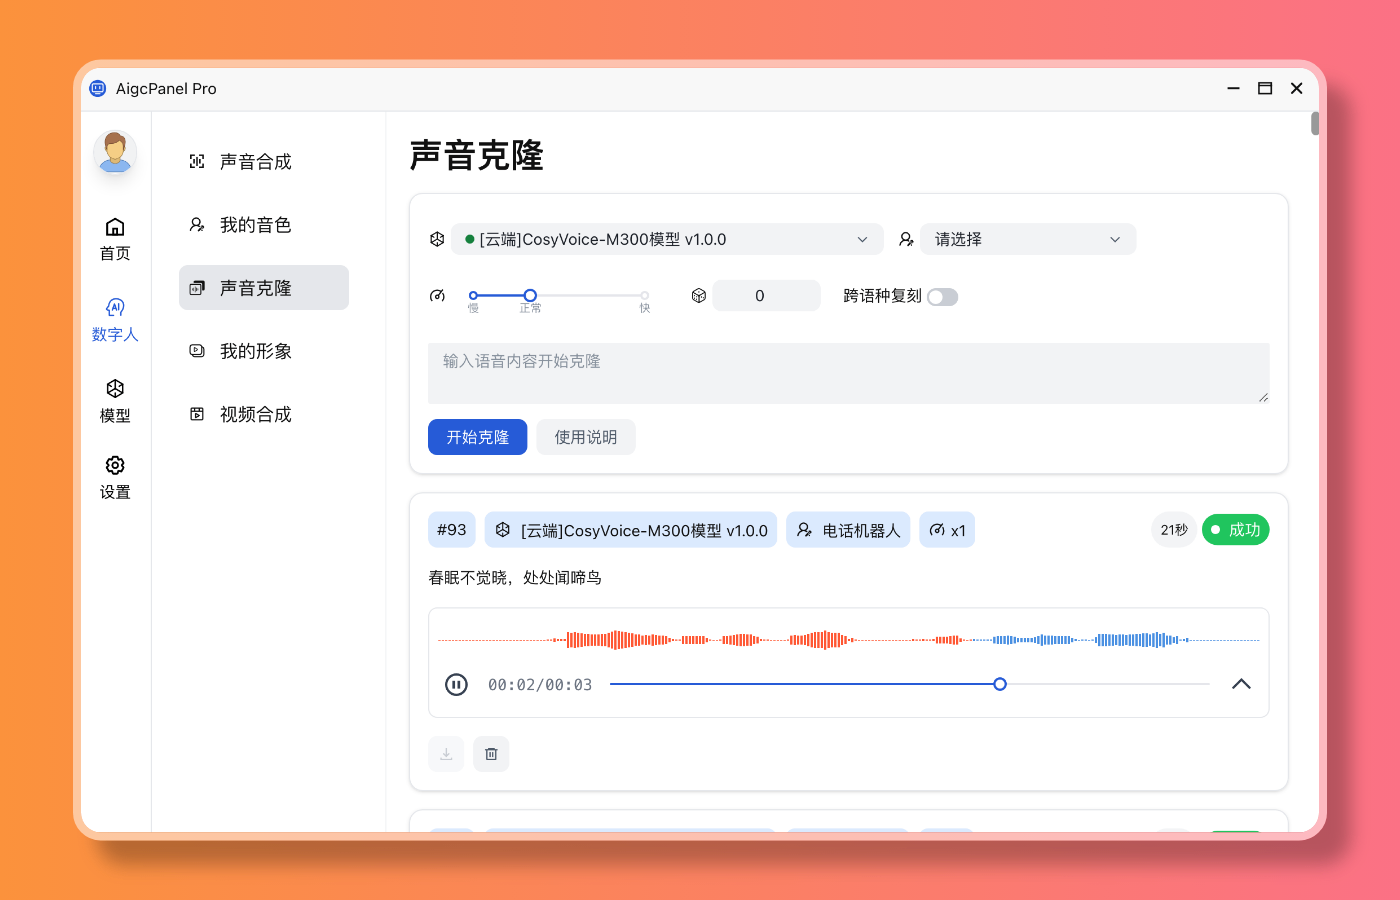 AigcPanel Pro
首页
数字人
模型
设置
声音合成
我的音色
声音克隆
我的形象
视频合成
声音克隆
[云端]CosyVoice-M300模型 v1.0.0
请选择
慢 正常 快
0
跨语种复刻
输入语音内容开始克隆
开始克隆 使用说明
#93 [云端]CosyVoice-M300模型 v1.0.0 电话机器人 x1 21秒 成功
春眠不觉晓，处处闻啼鸟
00:02/00:03